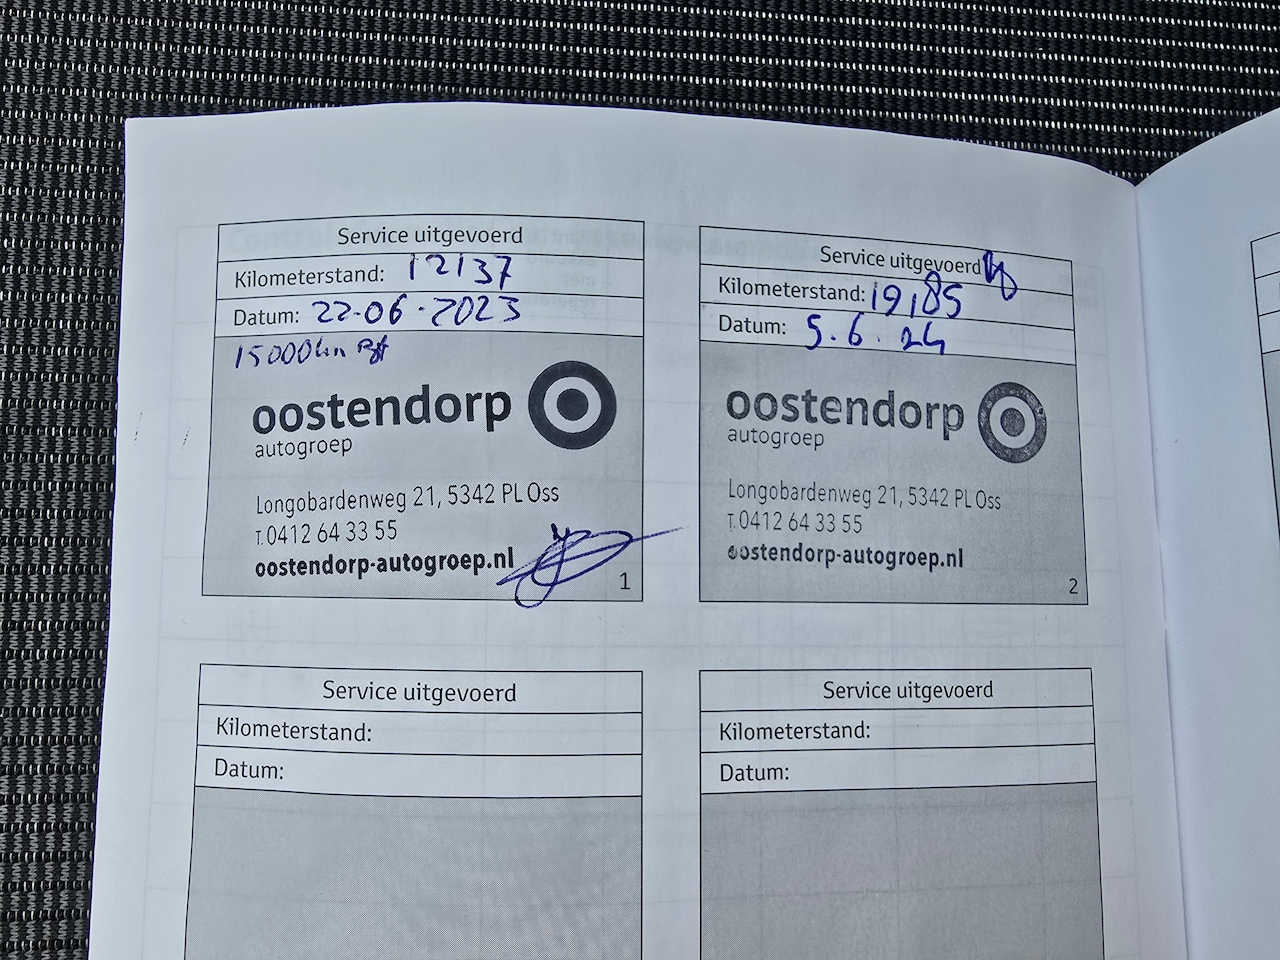 Service uitgevoerd
Kilometerstand: 12137
Datum: 22-06-2023
15000km
oostendorp
autogroep
Longobardenweg 21, 5342 PL Oss
T.0412 64 33 55
oostendorp-autogroep.nl
1
Service uitgevoerd
Kilometerstand: 19185
Datum: 5.6.24
oostendorp
autogroep
Longobardenweg 21, 5342 PL Oss
T.0412 64 33 55
oostendorp-autogroep.nl
2
Service uitgevoerd
Kilometerstand:
Datum:
Service uitgevoerd
Kilometerstand:
Datum: